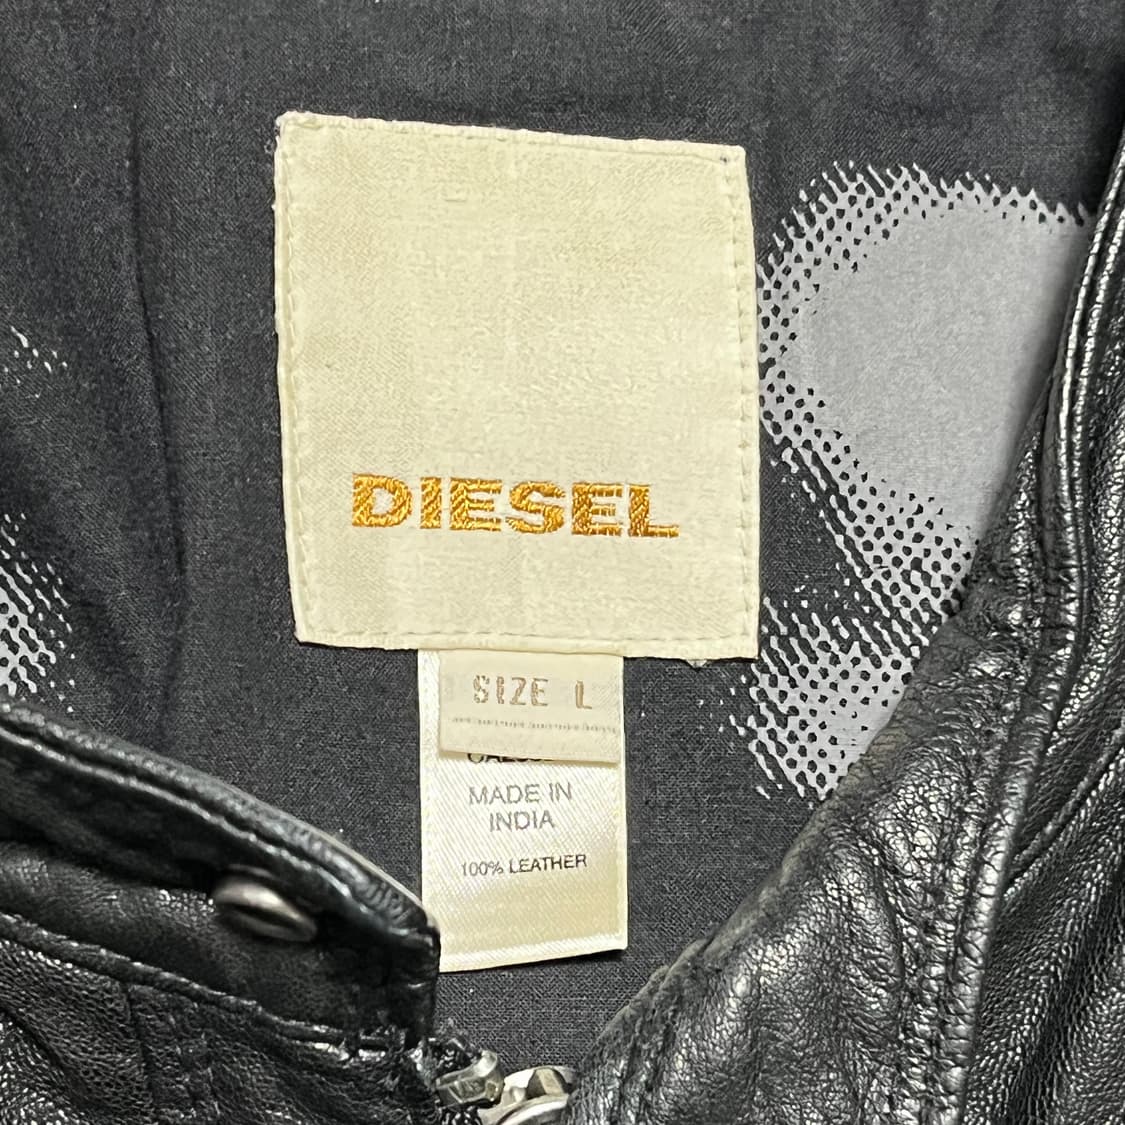 DIESEL
SIZE L
MADE IN
INDIA
100% LEATHER